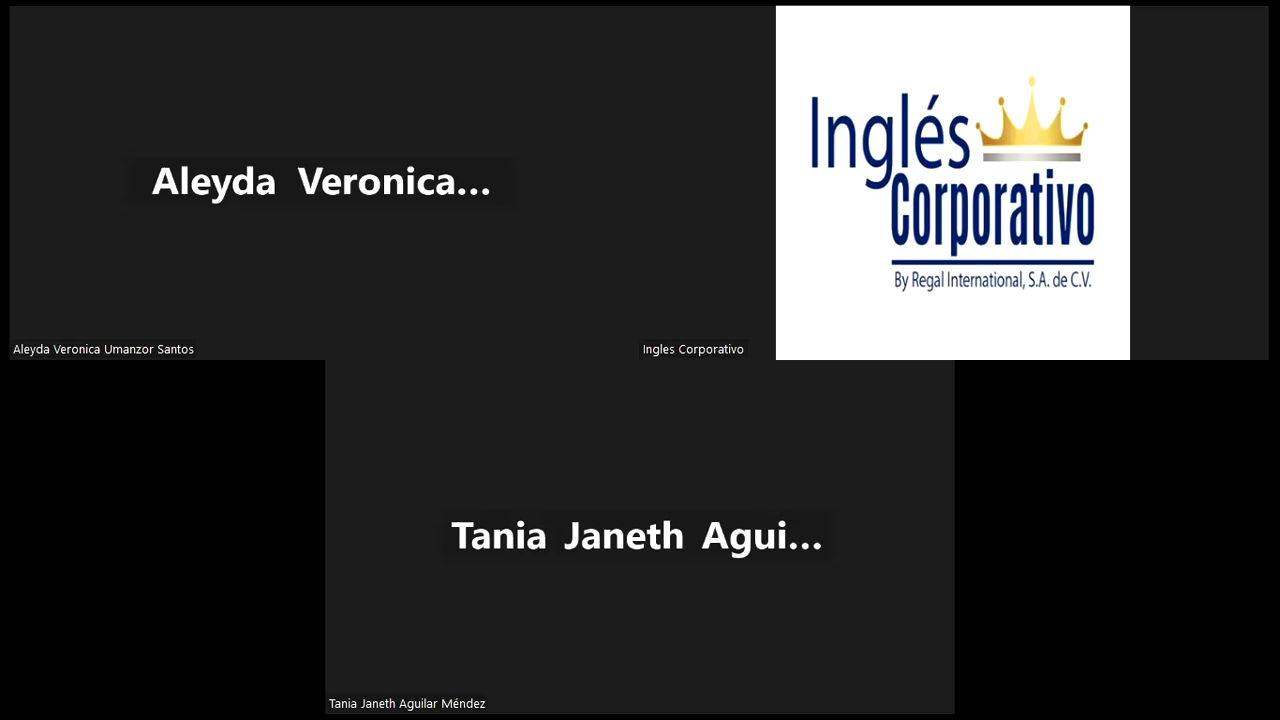 Aleyda Veronica...
Aleyda Veronica Umanzor Santos
Inglés
Corporativo
By Regal International, S.A. de C.V.
Ingles Corporativo
Tania Janeth Agui...
Tania Janeth Aguilar Méndez